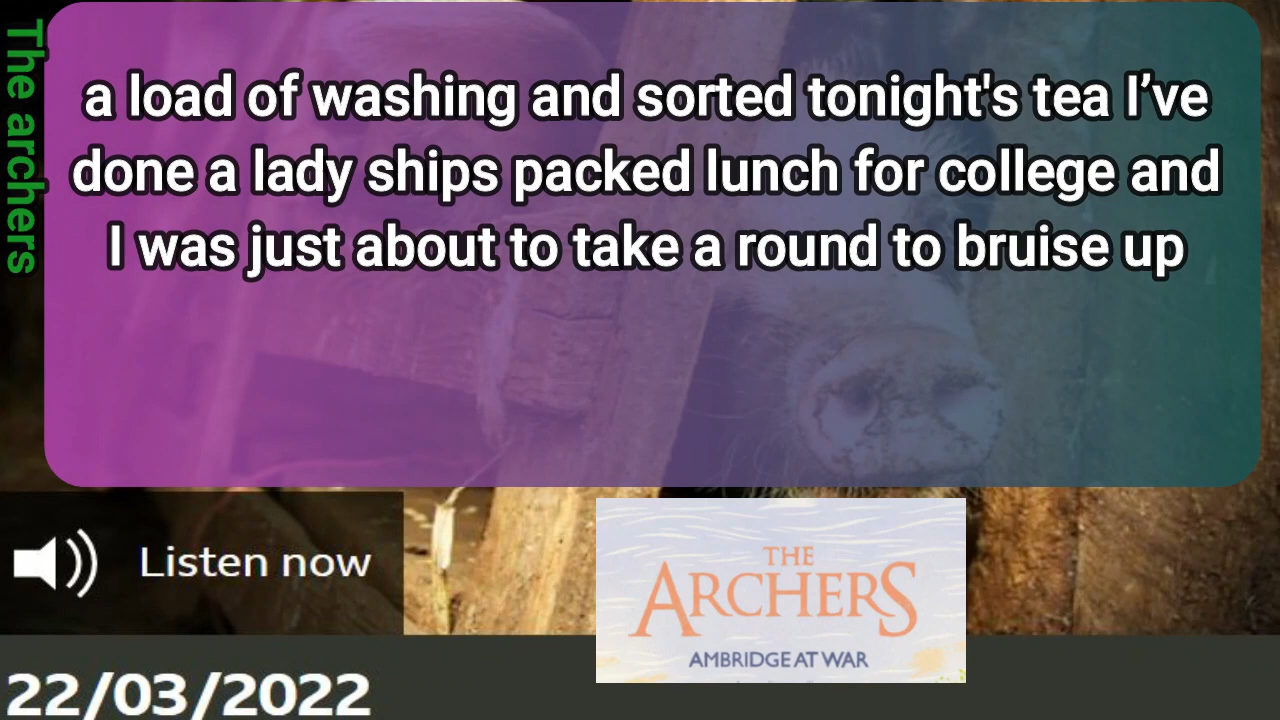 The archers
a load of washing and sorted tonight's tea I’ve
done a lady ships packed lunch for college and
I was just about to take a round to bruise up
Listen now
THE
ARCHERS
AMBRIDGE AT WAR
22/03/2022